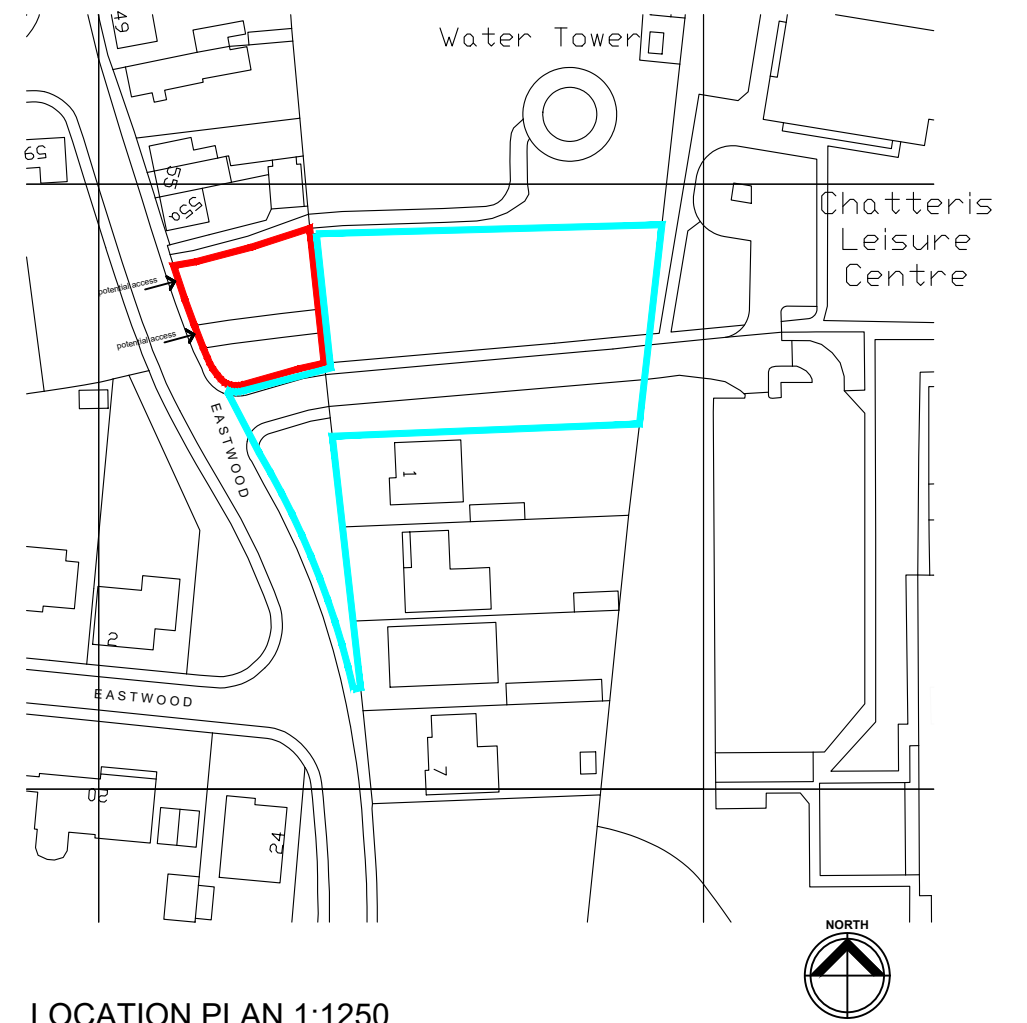 49
Water Tower
59
55
55a
Chatteris
Leisure
Centre
potential access
potential access
EASTWOOD
1
2
EASTWOOD
7
20
24
NORTH
LOCATION PLAN 1:1250